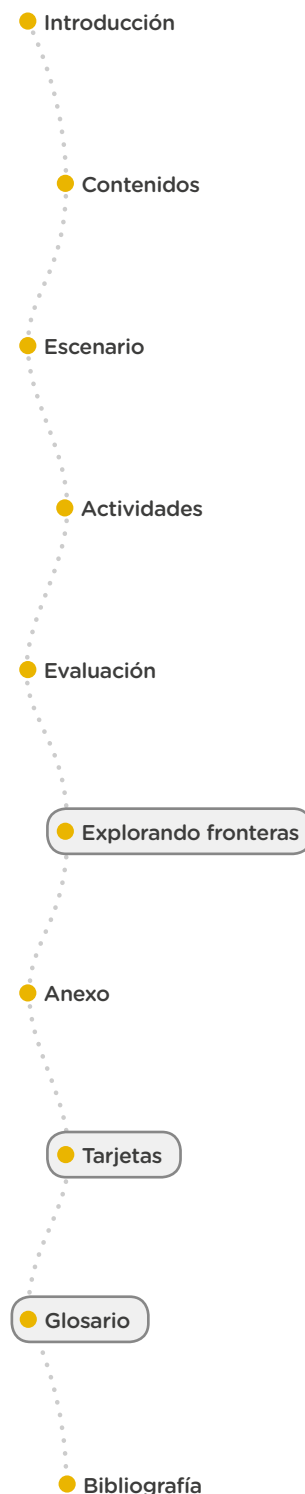 Introducción
Contenidos
Escenario
Actividades
Evaluación
Explorando fronteras
Anexo
Tarjetas
Glosario
Bibliografía